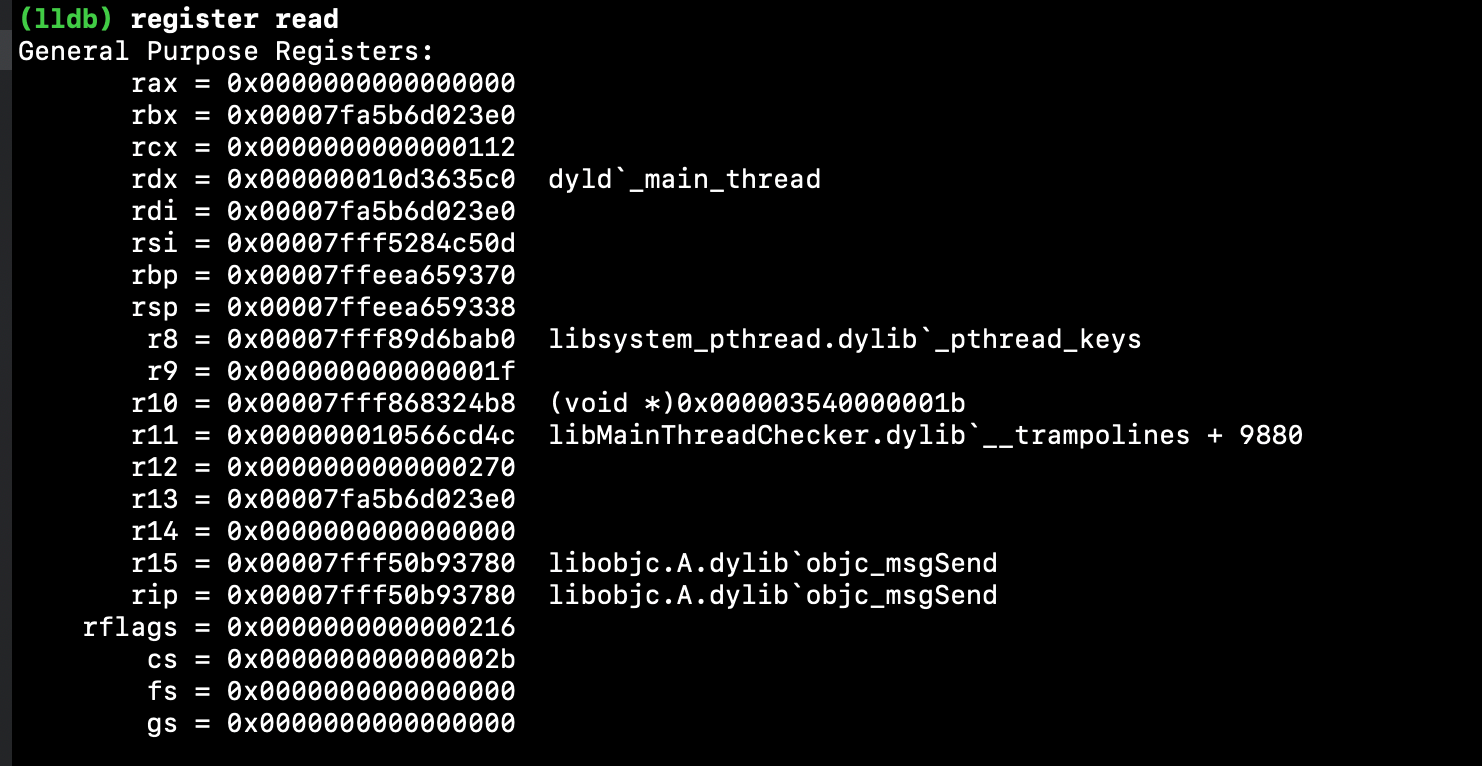 (lldb) register read
General Purpose Registers:
rax = 0x0000000000000000
rbx = 0x00007fa5b6d023e0
rcx = 0x0000000000000112
rdx = 0x000000010d3635c0  dyld`_main_thread
rdi = 0x00007fa5b6d023e0
rsi = 0x00007fff5284c50d
rbp = 0x00007ffeea659370
rsp = 0x00007ffeea659338
r8 = 0x00007fff89d6bab0  libsystem_pthread.dylib`_pthread_keys
r9 = 0x000000000000001f
r10 = 0x00007fff868324b8  (void *)0x000003540000001b
r11 = 0x000000010566cd4c  libMainThreadChecker.dylib`__trampolines + 9880
r12 = 0x0000000000000270
r13 = 0x00007fa5b6d023e0
r14 = 0x0000000000000000
r15 = 0x00007fff50b93780  libobjc.A.dylib`objc_msgSend
rip = 0x00007fff50b93780  libobjc.A.dylib`objc_msgSend
rflags = 0x0000000000000216
cs = 0x000000000000002b
fs = 0x0000000000000000
gs = 0x0000000000000000